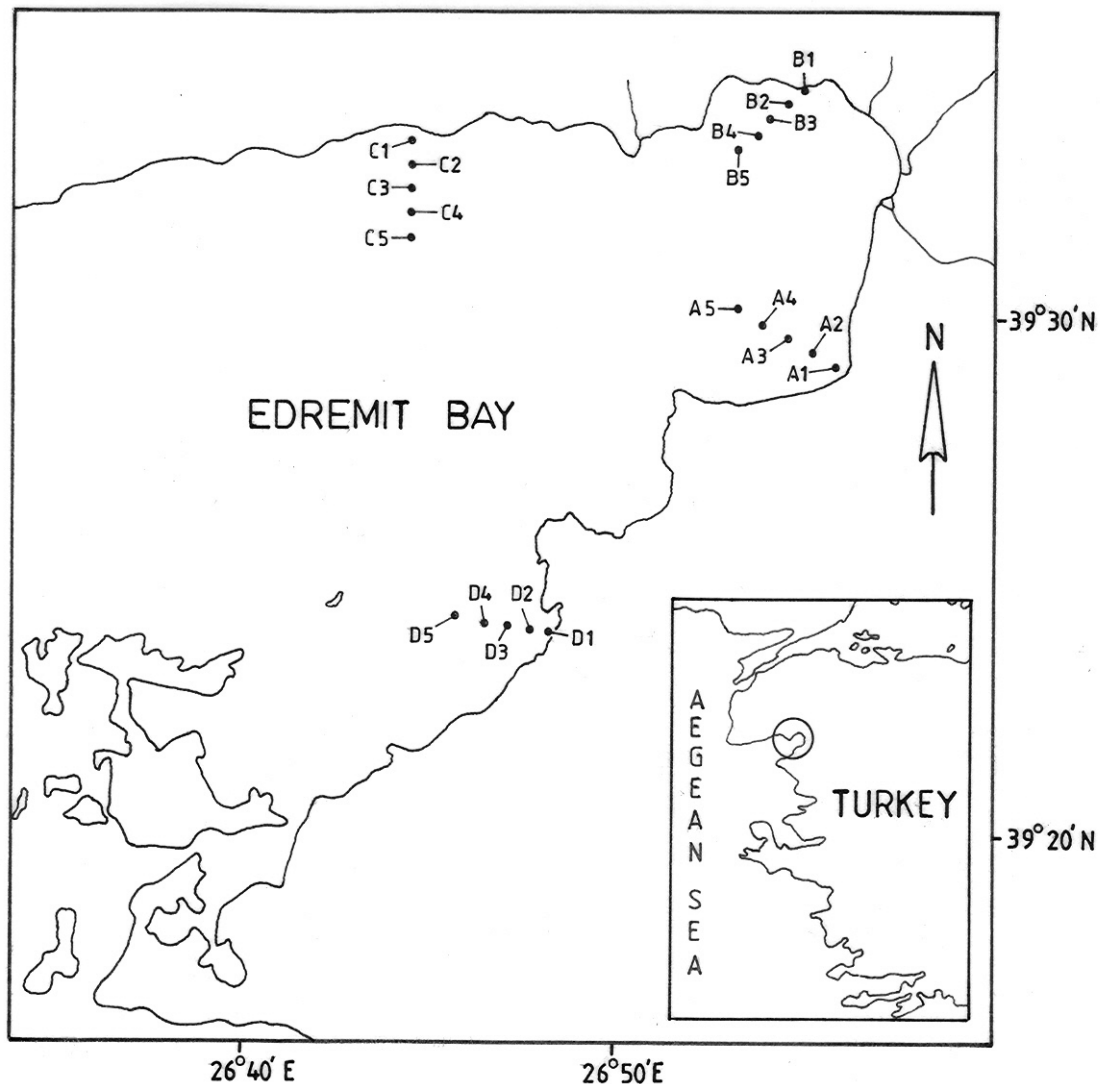 B1
B2
B3
B4
B5
C1
C2
C3
C4
C5
A5
A4
A3
A2
A1
39°30'N
N
EDREMIT BAY
D4
D2
D5
D3
D1
AEGEAN SEA
TURKEY
39°20'N
26°40'E
26°50'E